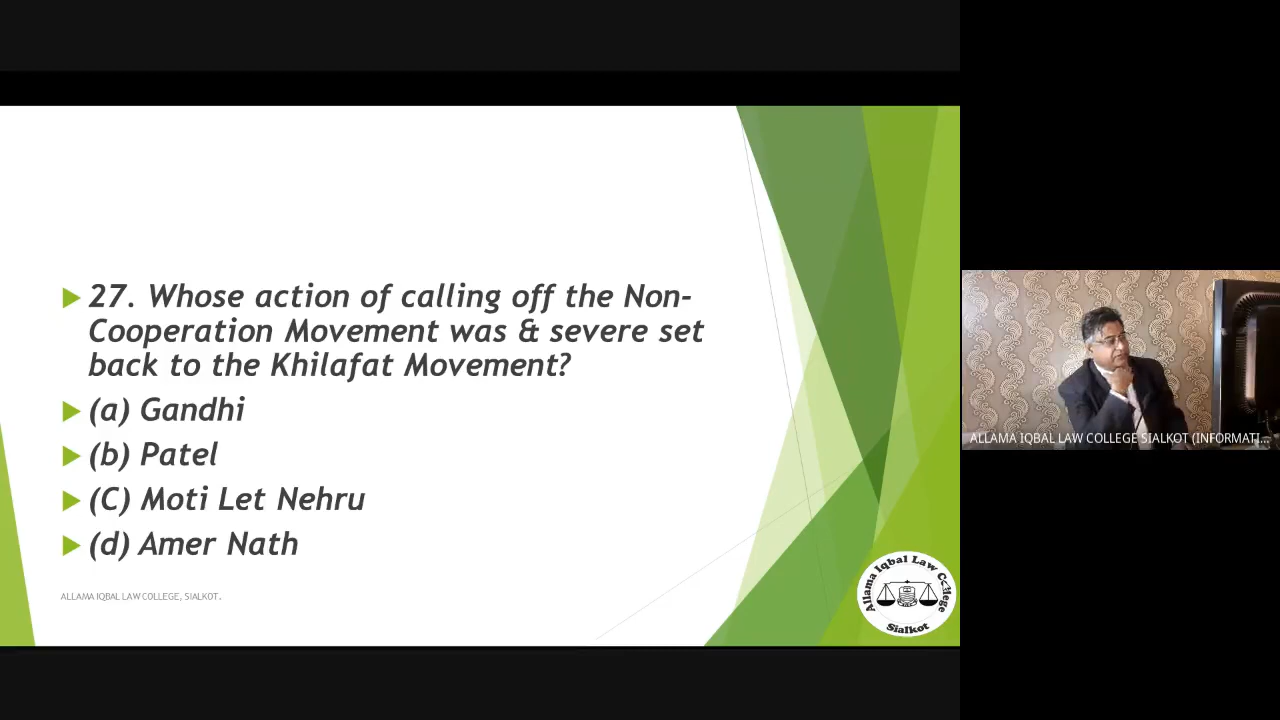 27. Whose action of calling off the Non-
Cooperation Movement was & severe set
back to the Khilafat Movement?
(a) Gandhi
(b) Patel
(C) Moti Let Nehru
(d) Amer Nath
ALLAMA IQBAL LAW COLLEGE, SIALKOT.
Allama Iqbal Law College
Sialkot
ALLAMA IQBAL LAW COLLEGE SIALKOT (INFORMATI...